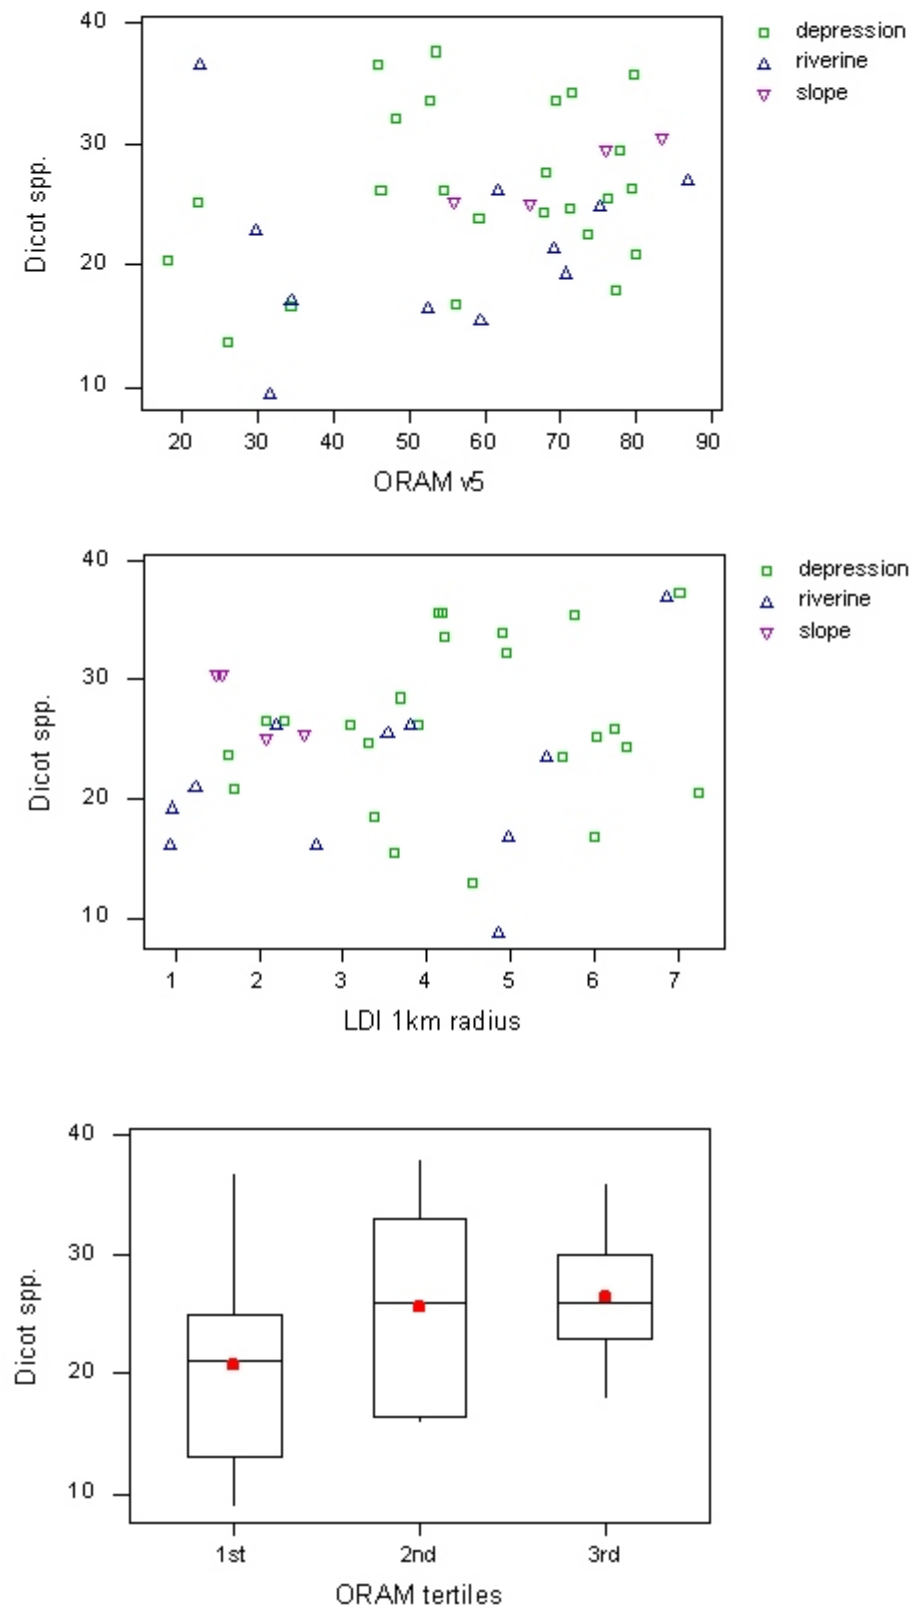 40
30
20
10
Dicot spp.
20 30 40 50 60 70 80 90
ORAM v5
depression
riverine
slope
40
30
20
10
Dicot spp.
1 2 3 4 5 6 7
LDI 1km radius
depression
riverine
slope
40
30
20
10
Dicot spp.
1st 2nd 3rd
ORAM tertiles